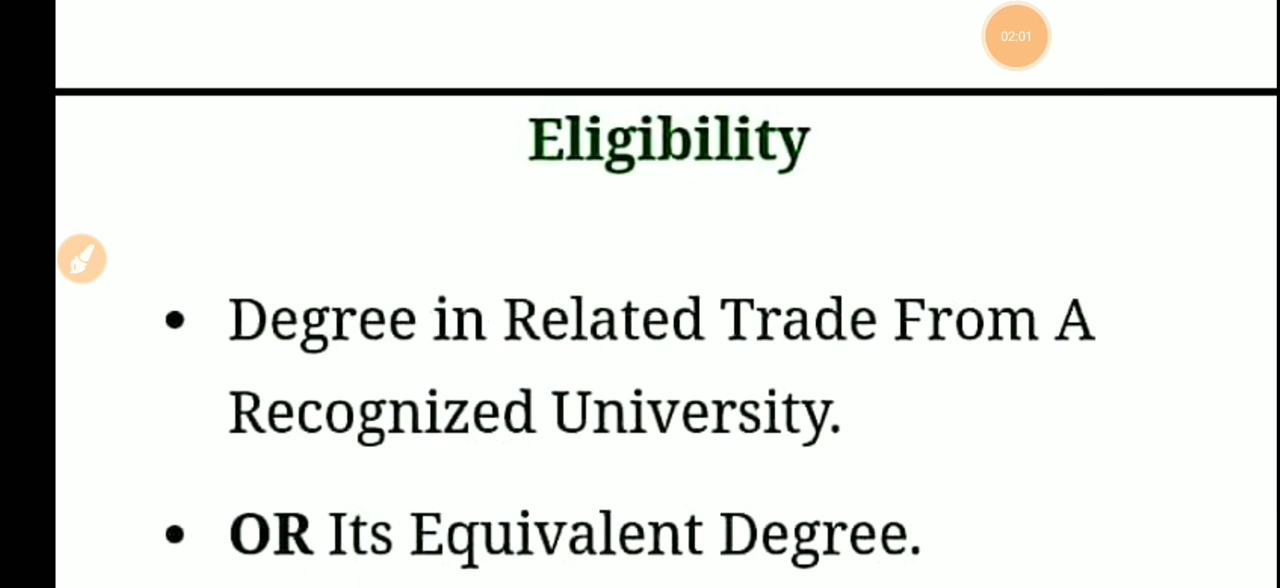 02:01
Eligibility
• Degree in Related Trade From A
Recognized University.
• OR Its Equivalent Degree.